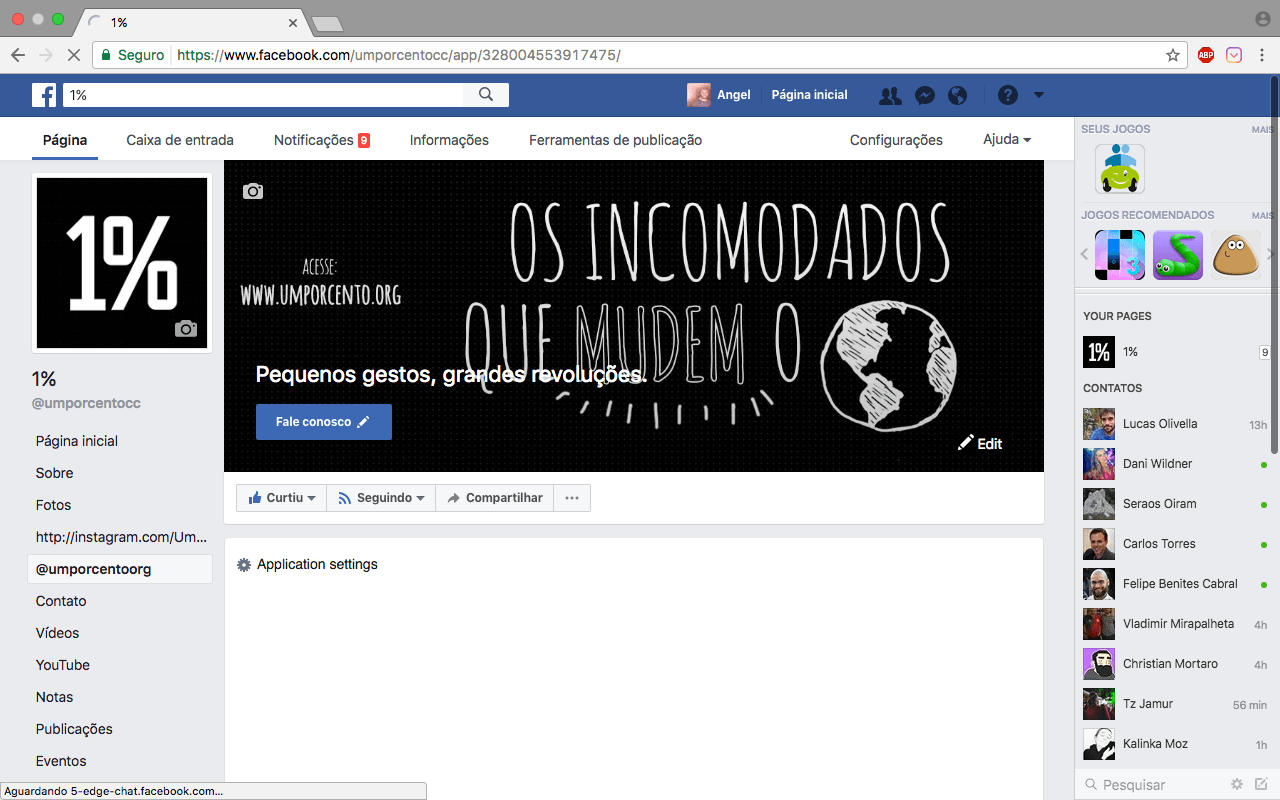 1%
Seguro https://www.facebook.com/umporcentocc/app/328004553917475/
ABP
1%
Angel
Página inicial
Página
Caixa de entrada
Notificações 9
Informações
Ferramentas de publicação
Configurações
Ajuda
1%
1%
@umporcentocc
Página inicial
Sobre
Fotos
http://instagram.com/Um...
@umporcentoorg
Contato
Vídeos
YouTube
Notas
Publicações
Eventos
ACESSE:
WWW.UMPORCENTO.ORG
OS INCOMODADOS
QUE MUDEM O
Pequenos gestos, grandes revoluções.
Fale conosco
Edit
Curtiu
Seguindo
Compartilhar
Application settings
SEUS JOGOS MAIS
JOGOS RECOMENDADOS MAIS
3
YOUR PAGES
1% 1% 9
CONTATOS
Lucas Olivella 13h
Dani Wildner
Seraos Oiram
Carlos Torres
Felipe Benites Cabral
Vladimir Mirapalheta 4h
Christian Mortaro 4h
Tz Jamur 56 min
Kalinka Moz 1h
Pesquisar
Aguardando 5-edge-chat.facebook.com...